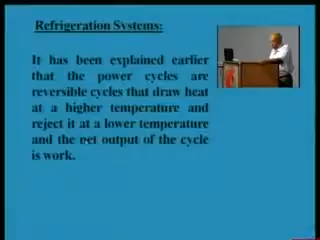 Refrigeration Systems:
It has been explained earlier
that the power cycles are
reversible cycles that draw heat
at a higher temperature and
reject it at a lower temperature
and the net output of the cycle
is work.